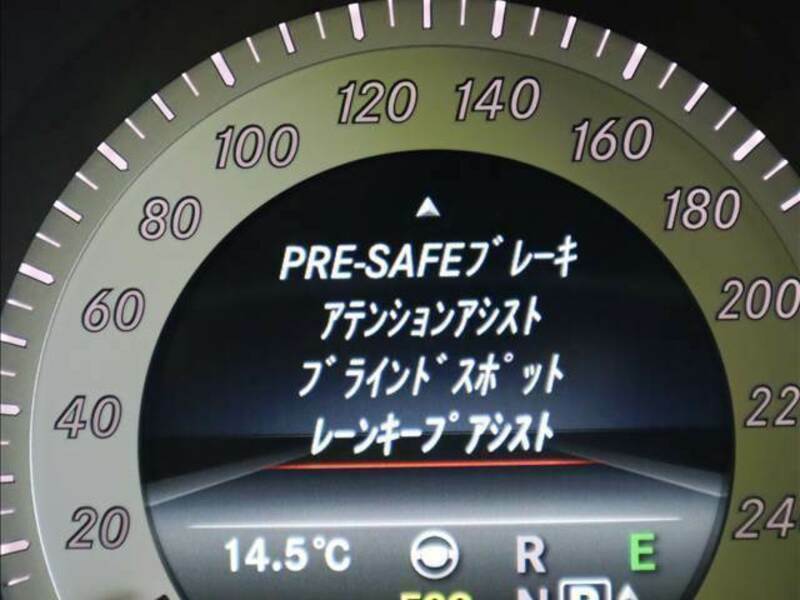 120 140
100 160
80 180
PRE-SAFEブレーキ
60 200
アテンションアシスト
ブラインドスポット
40 22
レーンキープアシスト
20 24
14.5℃ R E
N P